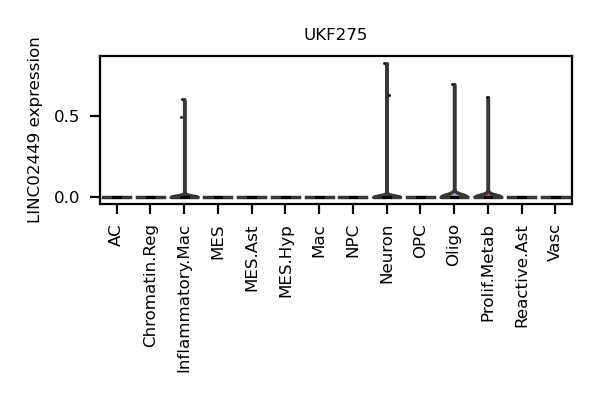 UKF275
LINC02449 expression
0.5
0.0
AC
Chromatin.Reg
Inflammatory.Mac
MES
MES.Ast
MES.Hyp
Mac
NPC
Neuron
OPC
Oligo
Prolif.Metab
Reactive.Ast
Vasc